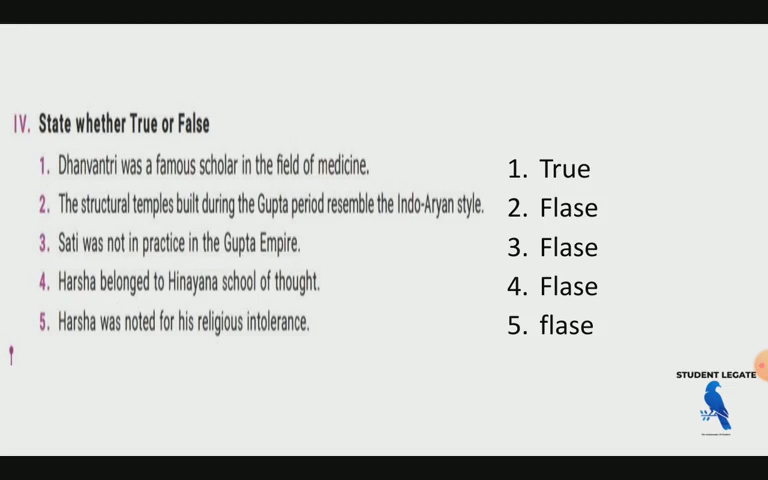 IV. State whether True or False
1. Dhanvantri was a famous scholar in the field of medicine.
2. The structural temples built during the Gupta period resemble the Indo-Aryan style.
3. Sati was not in practice in the Gupta Empire.
4. Harsha belonged to Hinayana school of thought.
5. Harsha was noted for his religious intolerance.
1. True
2. Flase
3. Flase
4. Flase
5. flase
STUDENT LEGATE